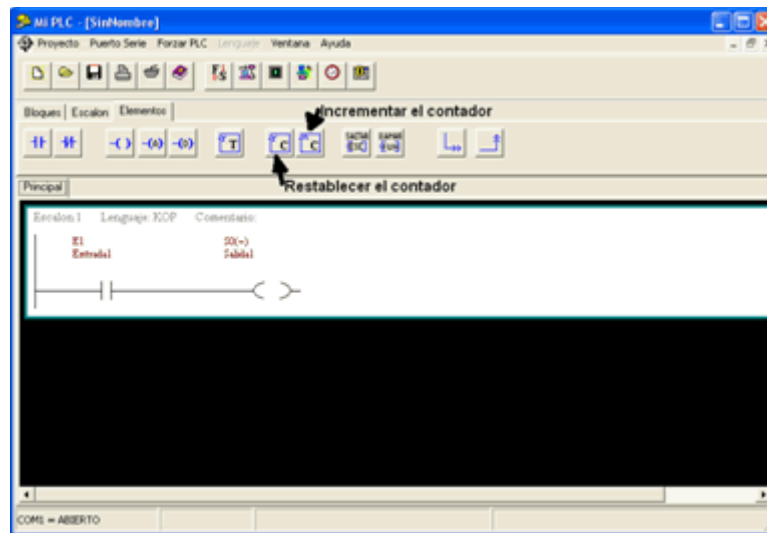 Mi PLC - [SinNombre]
Proyecto Puerto Serie Forzar PLC Lenguaje Ventana Ayuda
Bloques Escalon Elementos
Incrementar el contador
(A) (D) T C C
Restablecer el contador
Principal
Escalon 1 Lenguaje: KOP Comentario:
E1 S0(=)
Entrada1 Salida1
COM1 = ABIERTO